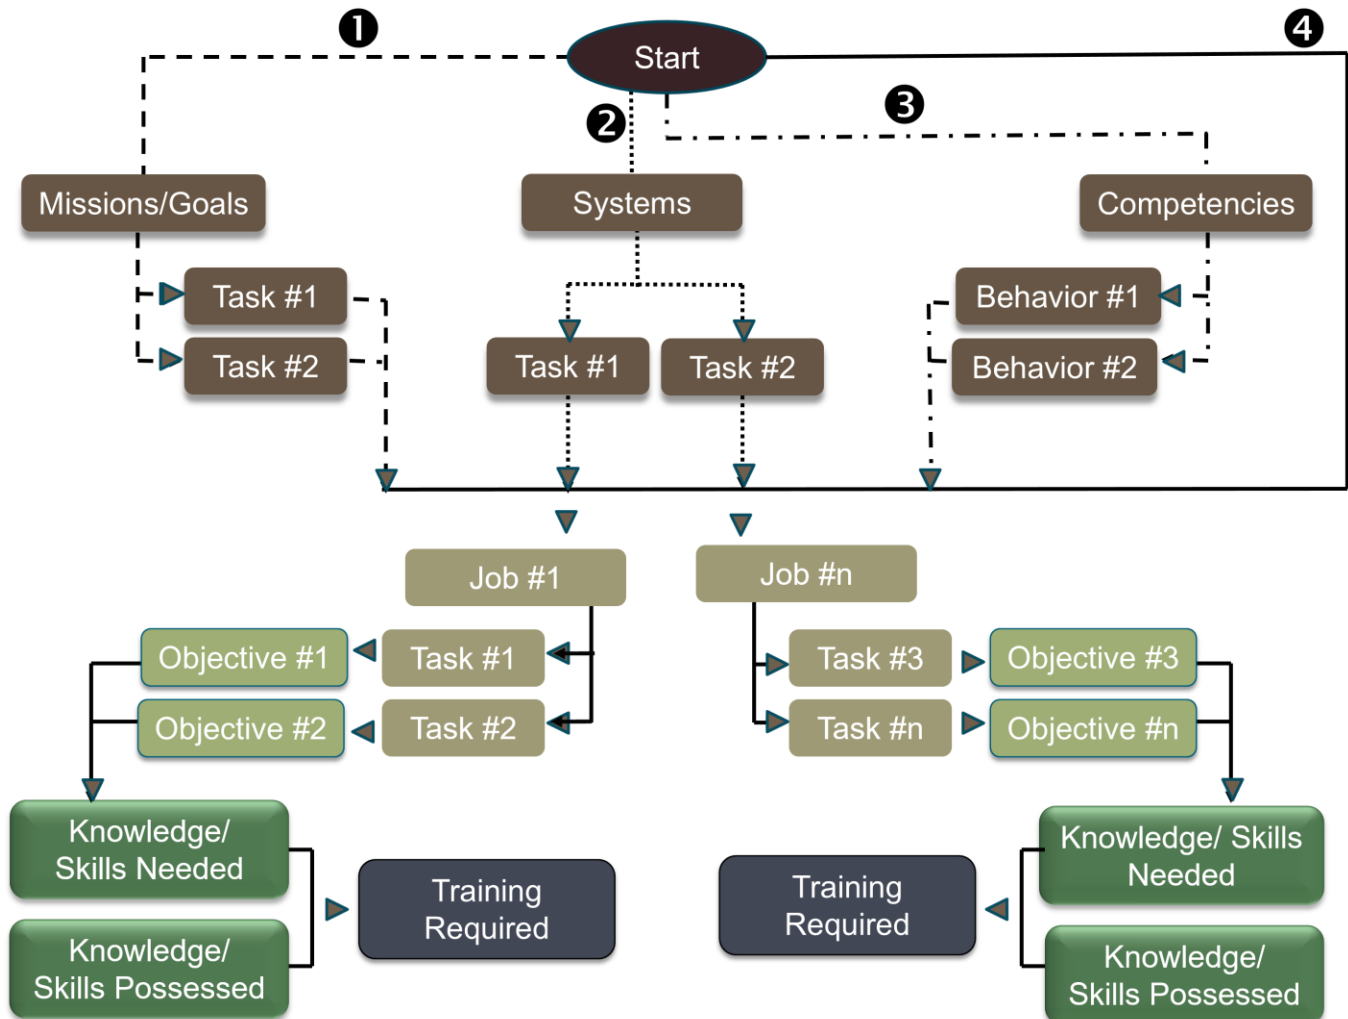 ❶
❹
Start
❸
❷
Missions/Goals
Systems
Competencies
Task #1
Behavior #1
Task #2
Task #1
Task #2
Behavior #2
Job #1
Job #n
Objective #1
Task #1
Task #3
Objective #3
Objective #2
Task #2
Task #n
Objective #n
Knowledge/
Skills Needed
Knowledge/ Skills
Needed
Training
Required
Training
Required
Knowledge/
Skills Possessed
Knowledge/
Skills Possessed